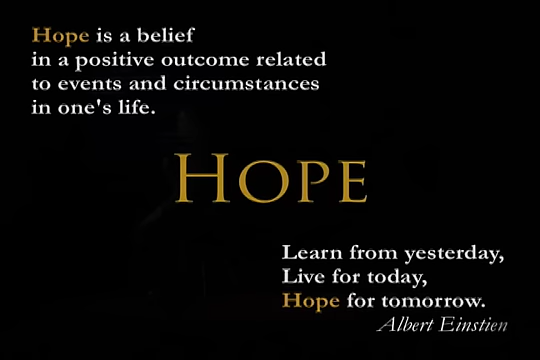 Hope is a belief
in a positive outcome related
to events and circumstances
in one's life.
HOPE
Learn from yesterday,
Live for today,
Hope for tomorrow.
Albert Einstien